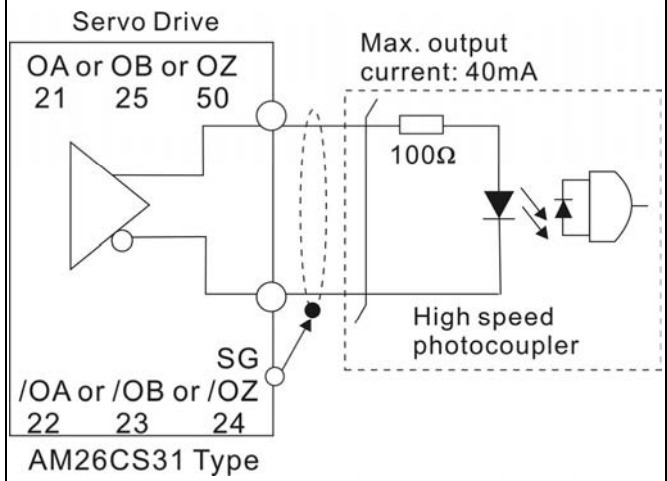 Servo Drive
OA or OB or OZ
21 25 50
Max. output
current: 40mA
100Ω
High speed
photocoupler
SG
/OA or /OB or /OZ
22 23 24
AM26CS31 Type